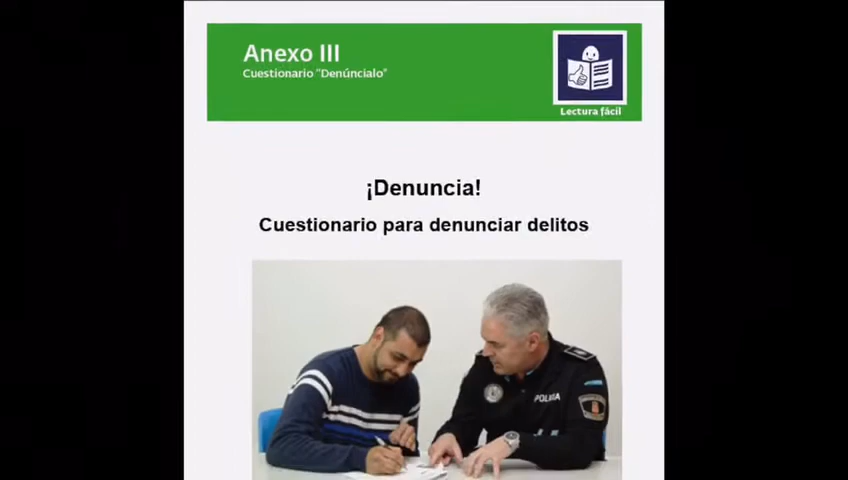 Anexo III
Cuestionario "Denúncialo"
Lectura fácil
¡Denuncia!
Cuestionario para denunciar delitos
POLICIA